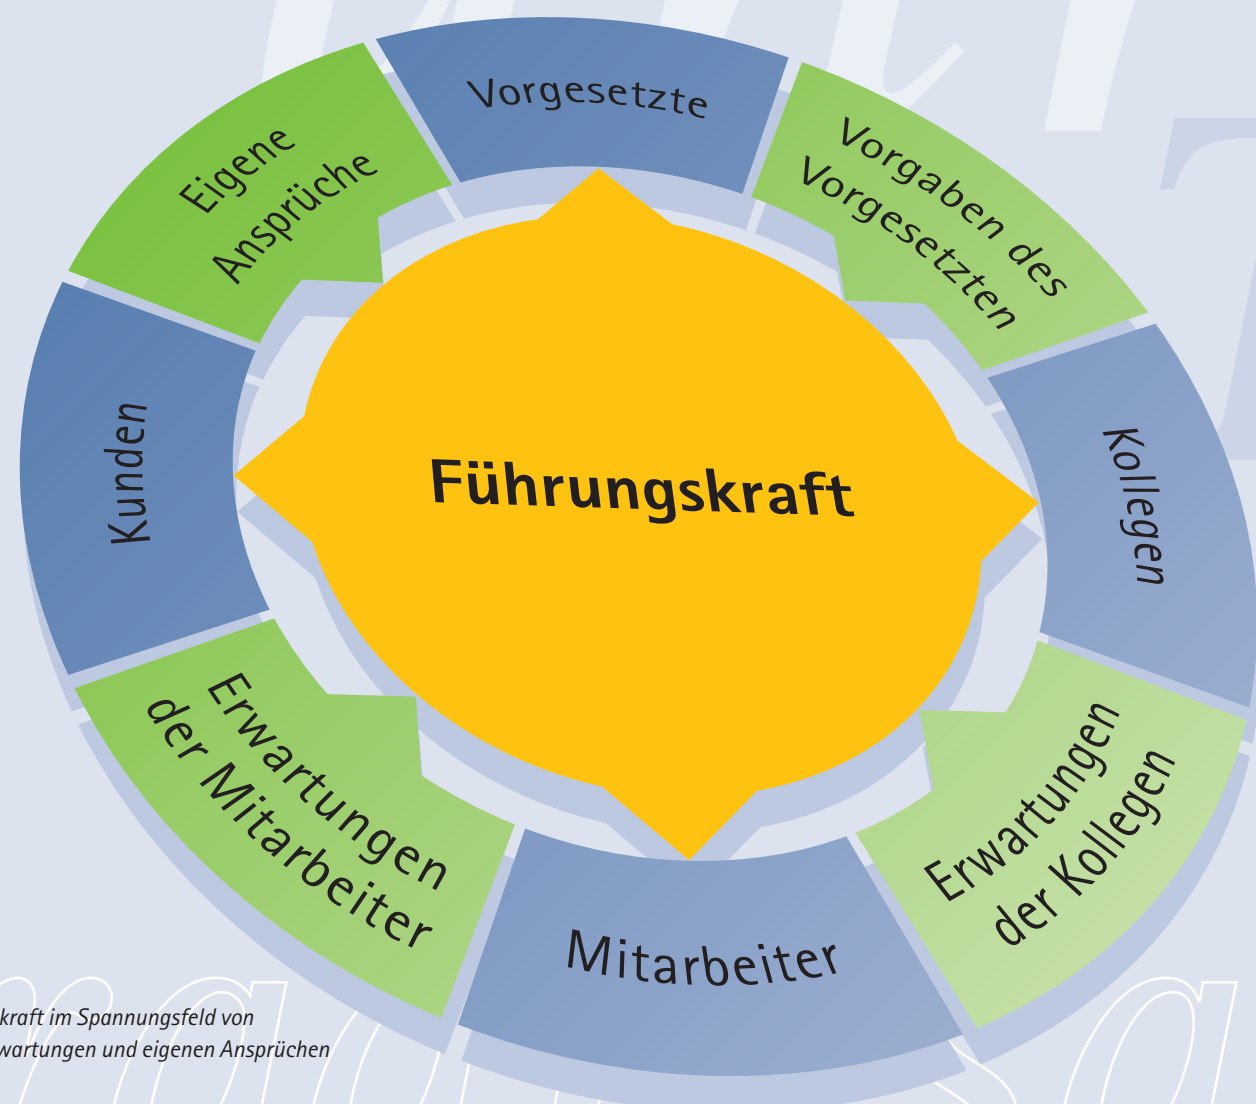 Vorgesetzte
Vorgaben des
Vorgesetzten
Kollegen
Erwartungen
der Kollegen
Mitarbeiter
Erwartungen
der Mitarbeiter
Kunden
Eigene
Ansprüche
Führungskraft
kraft im Spannungsfeld von
wartungen und eigenen Ansprüchen